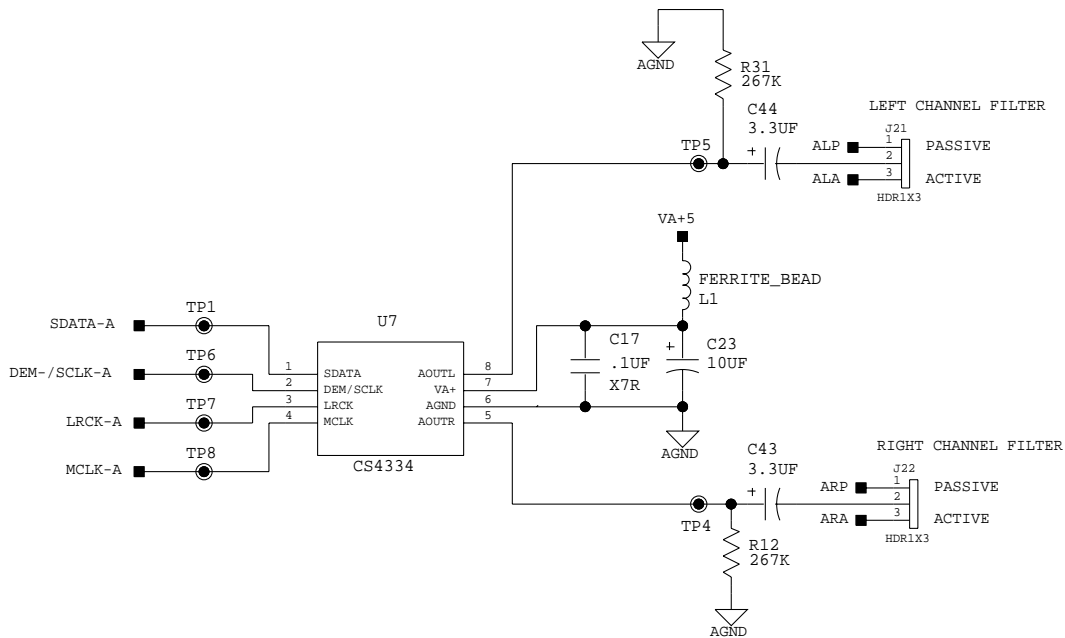 AGND
R31
267K
C44
3.3UF
LEFT CHANNEL FILTER
J21
TP5
+
ALP
1
PASSIVE
2
ALA
3
ACTIVE
HDR1X3
VA+5
FERRITE_BEAD
L1
SDATA-A
TP1
U7
C17
.1UF
X7R
+
C23
10UF
DEM-/SCLK-A
TP6
1
SDATA
AOUTL
8
2
DEM/SCLK
VA+
7
LRCK-A
TP7
3
LRCK
AGND
6
4
MCLK
AOUTR
5
MCLK-A
TP8
CS4334
AGND
C43
3.3UF
RIGHT CHANNEL FILTER
J22
TP4
+
ARP
1
PASSIVE
2
ARA
3
ACTIVE
HDR1X3
R12
267K
AGND